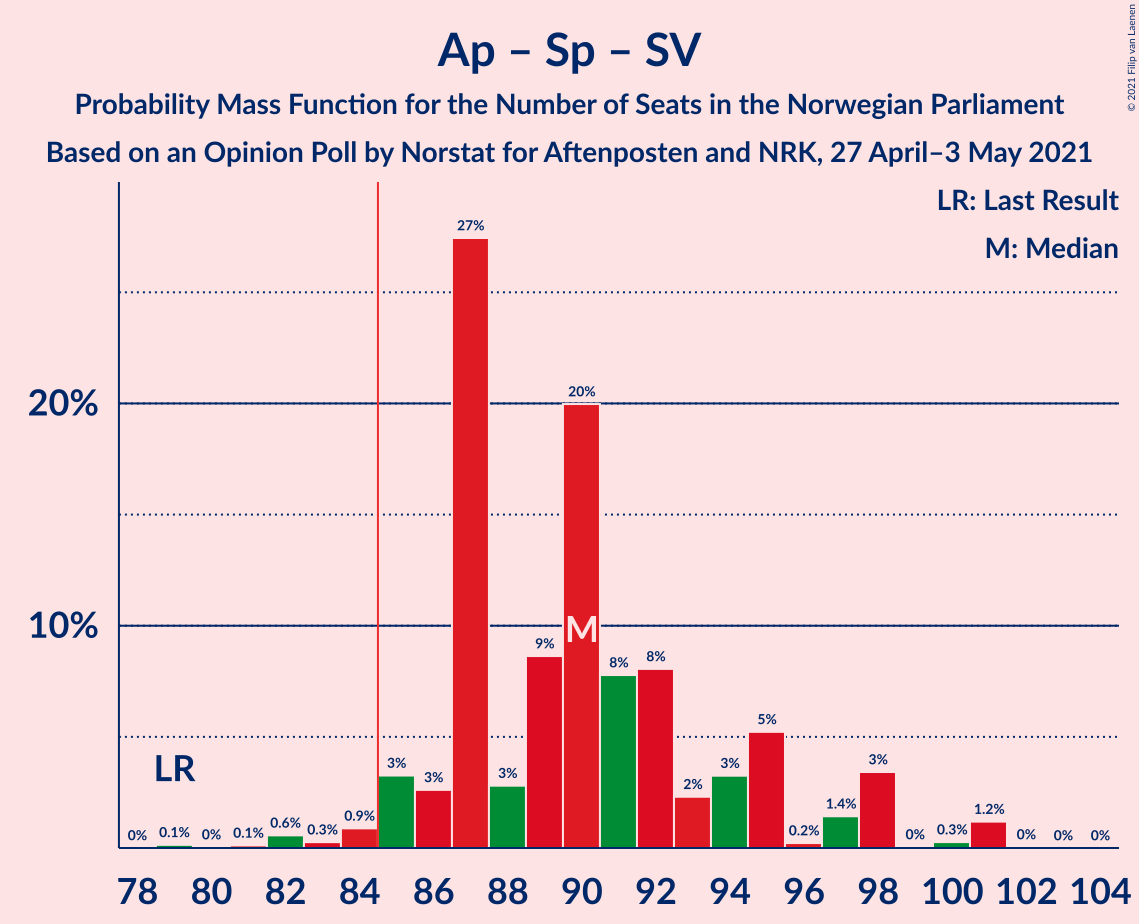 Ap – Sp – SV
Probability Mass Function for the Number of Seats in the Norwegian Parliament
Based on an Opinion Poll by Norstat for Aftenposten and NRK, 27 April–3 May 2021
© 2021 Filip van Laenen
LR: Last Result
M: Median
20%
10%
LR
M
0% 0.1% 0% 0.1% 0.6% 0.3% 0.9% 3% 3% 27% 3% 9% 20% 8% 8% 2% 3% 5% 0.2% 1.4% 3% 0% 0.3% 1.2% 0% 0% 0%
78 80 82 84 86 88 90 92 94 96 98 100 102 104